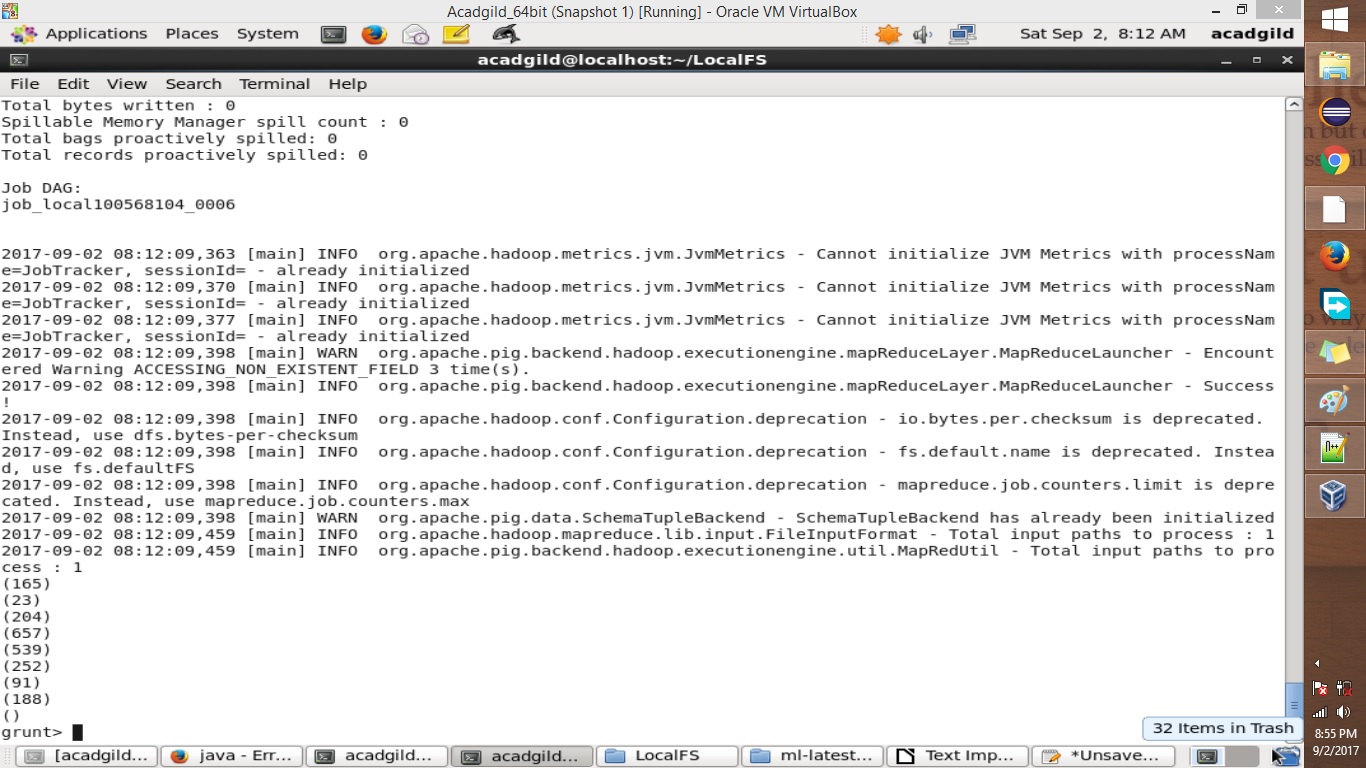 Acadgild_64bit (Snapshot 1) [Running] - Oracle VM VirtualBox
Applications Places System Sat Sep 2, 8:12 AM acadgild
acadgild@localhost:~/LocalFS
File Edit View Search Terminal Help
Total bytes written : 0
Spillable Memory Manager spill count : 0
Total bags proactively spilled: 0
Total records proactively spilled: 0
Job DAG:
job_local100568104_0006
2017-09-02 08:12:09,363 [main] INFO  org.apache.hadoop.metrics.jvm.JvmMetrics - Cannot initialize JVM Metrics with processNam
e=JobTracker, sessionId= - already initialized
2017-09-02 08:12:09,370 [main] INFO  org.apache.hadoop.metrics.jvm.JvmMetrics - Cannot initialize JVM Metrics with processNam
e=JobTracker, sessionId= - already initialized
2017-09-02 08:12:09,377 [main] INFO  org.apache.hadoop.metrics.jvm.JvmMetrics - Cannot initialize JVM Metrics with processNam
e=JobTracker, sessionId= - already initialized
2017-09-02 08:12:09,398 [main] WARN  org.apache.pig.backend.hadoop.executionengine.mapReduceLayer.MapReduceLauncher - Encount
ered Warning ACCESSING_NON_EXISTENT_FIELD 3 time(s).
2017-09-02 08:12:09,398 [main] INFO  org.apache.pig.backend.hadoop.executionengine.mapReduceLayer.MapReduceLauncher - Success
!
2017-09-02 08:12:09,398 [main] INFO  org.apache.hadoop.conf.Configuration.deprecation - io.bytes.per.checksum is deprecated.
Instead, use dfs.bytes-per-checksum
2017-09-02 08:12:09,398 [main] INFO  org.apache.hadoop.conf.Configuration.deprecation - fs.default.name is deprecated. Instea
d, use fs.defaultFS
2017-09-02 08:12:09,398 [main] INFO  org.apache.hadoop.conf.Configuration.deprecation - mapreduce.job.counters.limit is depre
cated. Instead, use mapreduce.job.counters.max
2017-09-02 08:12:09,398 [main] WARN  org.apache.pig.data.SchemaTupleBackend - SchemaTupleBackend has already been initialized
2017-09-02 08:12:09,459 [main] INFO  org.apache.hadoop.mapreduce.lib.input.FileInputFormat - Total input paths to process : 1
2017-09-02 08:12:09,459 [main] INFO  org.apache.pig.backend.hadoop.executionengine.util.MapRedUtil - Total input paths to pro
cess : 1
(165)
(23)
(204)
(657)
(539)
(252)
(91)
(188)
()
grunt>
32 Items in Trash
[acadgild... java - Err... acadgild... acadgild... LocalFS ml-latest... Text Imp... *Unsave...
8:55 PM
9/2/2017